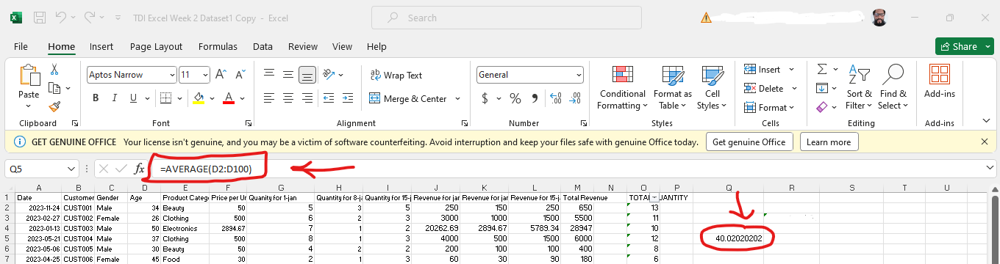 TDI Excel Week 2 Dataset1 Copy - Excel
Search
File Home Insert Page Layout Formulas Data Review View Help Share
Aptos Narrow 11 A A ab Wrap Text General Insert
Paste B I U A Merge & Center $ % Conditional Formatting Format as Table Cell Styles Delete Format Sort & Filter Find & Select Add-ins
Clipboard Font Alignment Number Styles Cells Editing Add-ins
GET GENUINE OFFICE Your license isn't genuine, and you may be a victim of software counterfeiting. Avoid interruption and keep your files safe with genuine Office today. Get genuine Office Learn more
Q5 fx =AVERAGE(D2:D100)
A B C D E F G H I J K L M N O P Q R S T U
1 Date Customer Gender Age Product Categ Price per Un Quanity for 1-jan Quantity for 8-ja Quantity for 15-j Revenue for jar Revenue for jar Revenue for 15-ja Total Revenue TOTAL UANTITY
2 2023-11-24 CUST001 Male 34 Beauty 50 5 3 5 250 150 250 650 13
3 2023-02-27 CUST002 Female 26 Clothing 500 6 2 3 3000 1000 1500 5500 11
4 2023-01-13 CUST003 Male 50 Electronics 2894.67 7 1 2 20262.69 2894.67 5789.34 28947 10
5 2023-05-21 CUST004 Male 37 Clothing 500 8 1 3 4000 500 1500 6000 12 40.02020202
6 2023-05-06 CUST005 Male 30 Beauty 50 4 2 2 200 100 100 400 8
7 2023-04-25 CUST006 Female 45 Food 30 2 1 3 60 30 90 180 6